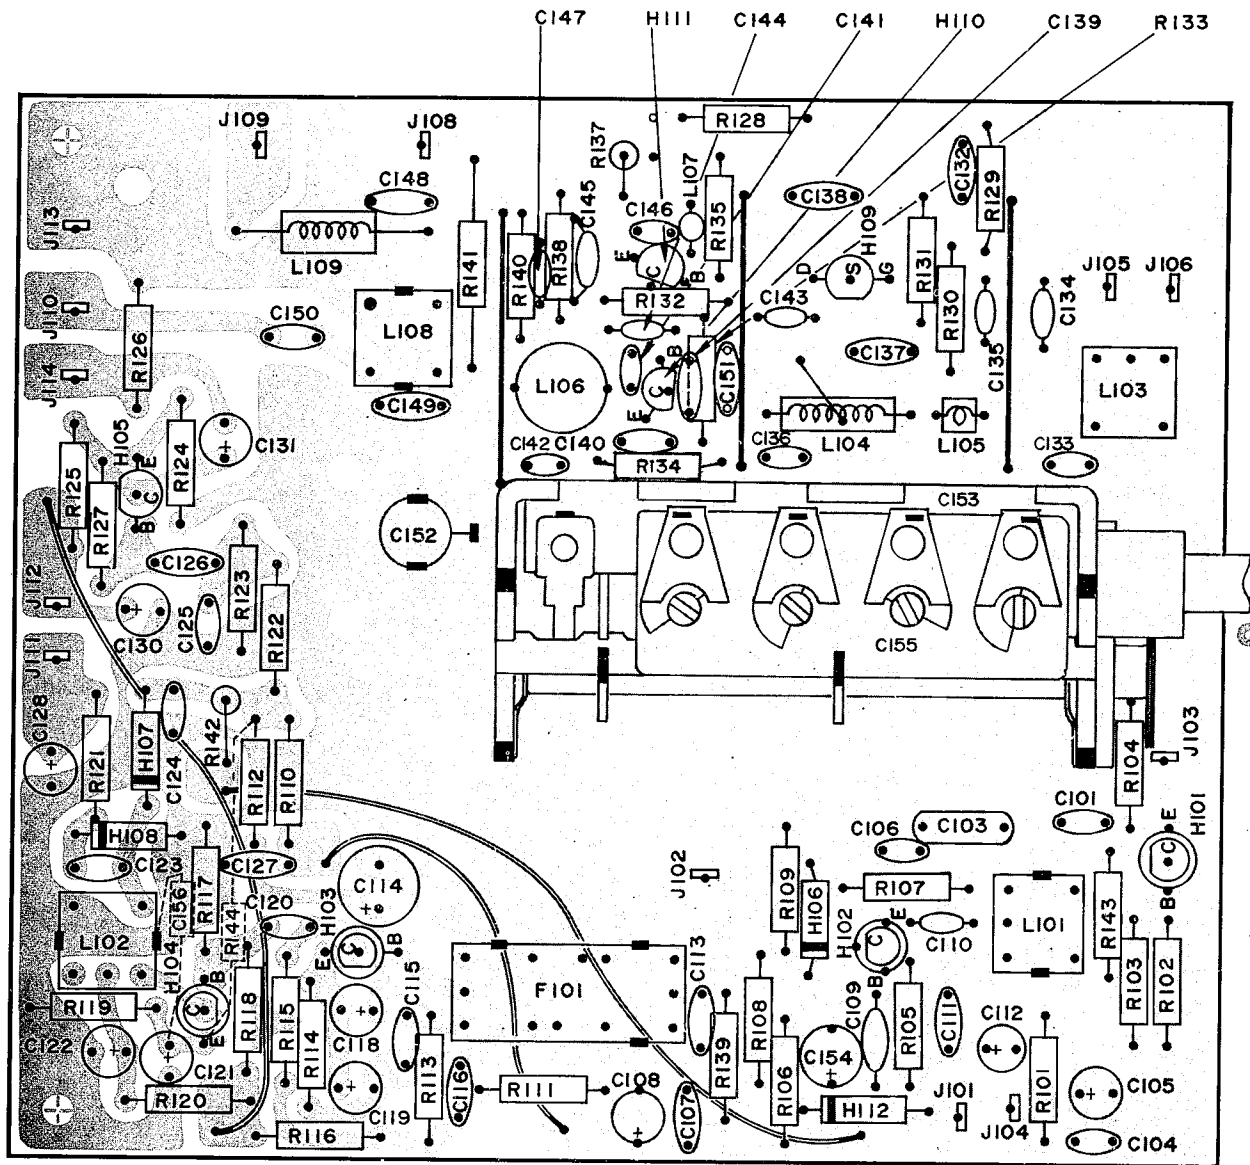 C147 H111 C144 C141 H110 C139 R133
J109 J108 R128
R137 C132 R129
C148 L107 C138
J113 C145 C146 R135 H109
E D S G
L109 R141 R140 R138 C B R131
J105 J106
J110 R132 C143 R130 C134
R126 C150 L108 C137 C135
J114 B L103
L106 C C151
C149 E L104 L105
H105 C131
E R124 C142 C140 C136 C133
R125 R134
R127 C C153
B C152
C126
J112 R123
C130 C125 R122 C155
J111
C128 R142 J103
R121 H107 C124 R112 R110 R104
C101 E H101
H108 C106 C103 C
C123 C127 J102
R117 C114 R109 H106 R107 B
C156 C120 H103 H102 E
L102 R144 C B C110 L101 R143
H104 B E C113 C R103 R102
R119 C R118 C115 F101 B
E R115 R114 C118 R108 C109 R105 C111 C112
C122 R113 R139 C154
C121 C116 R111 R106 R101
R120 C119 C108 C107 H112 J101 C105
R116 J104 C104